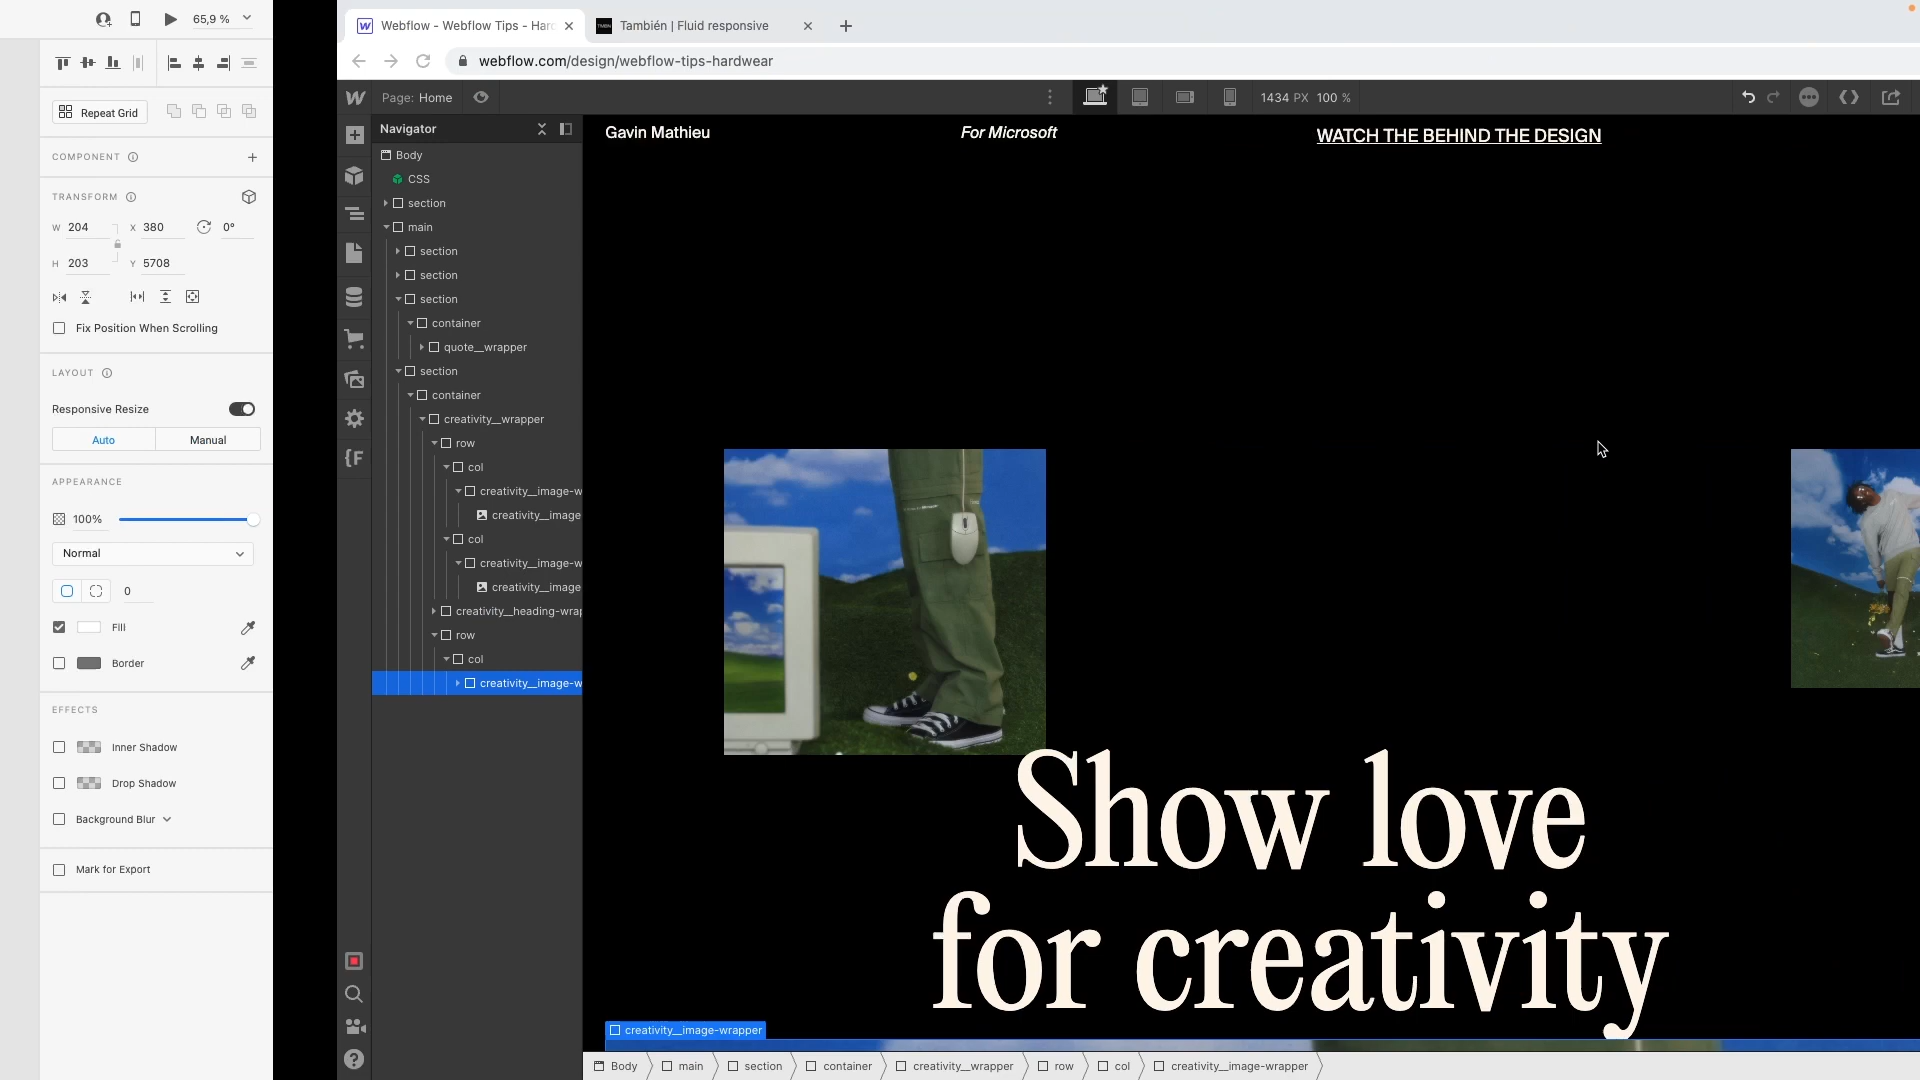 65,9 %
Repeat Grid
COMPONENT
TRANSFORM
W 204 X 380 0°
H 203 Y 5708
Fix Position When Scrolling
LAYOUT
Responsive Resize
Auto Manual
APPEARANCE
100%
Normal
0
Fill
Border
EFFECTS
Inner Shadow
Drop Shadow
Background Blur
Mark for Export
Webflow - Webflow Tips - Har
También | Fluid responsive
webflow.com/design/webflow-tips-hardwear
Page: Home
1434 PX 100 %
Navigator
Body
CSS
section
main
section
section
section
container
quote__wrapper
section
container
creativity__wrapper
row
col
creativity__image-w
creativity__image
col
creativity__image-w
creativity__image
creativity__heading-wrap
row
col
creativity__image-w
Gavin Mathieu For Microsoft WATCH THE BEHIND THE DESIGN
Show love
for creativity
creativity__image-wrapper
Body main section container creativity__wrapper row col creativity__image-wrapper